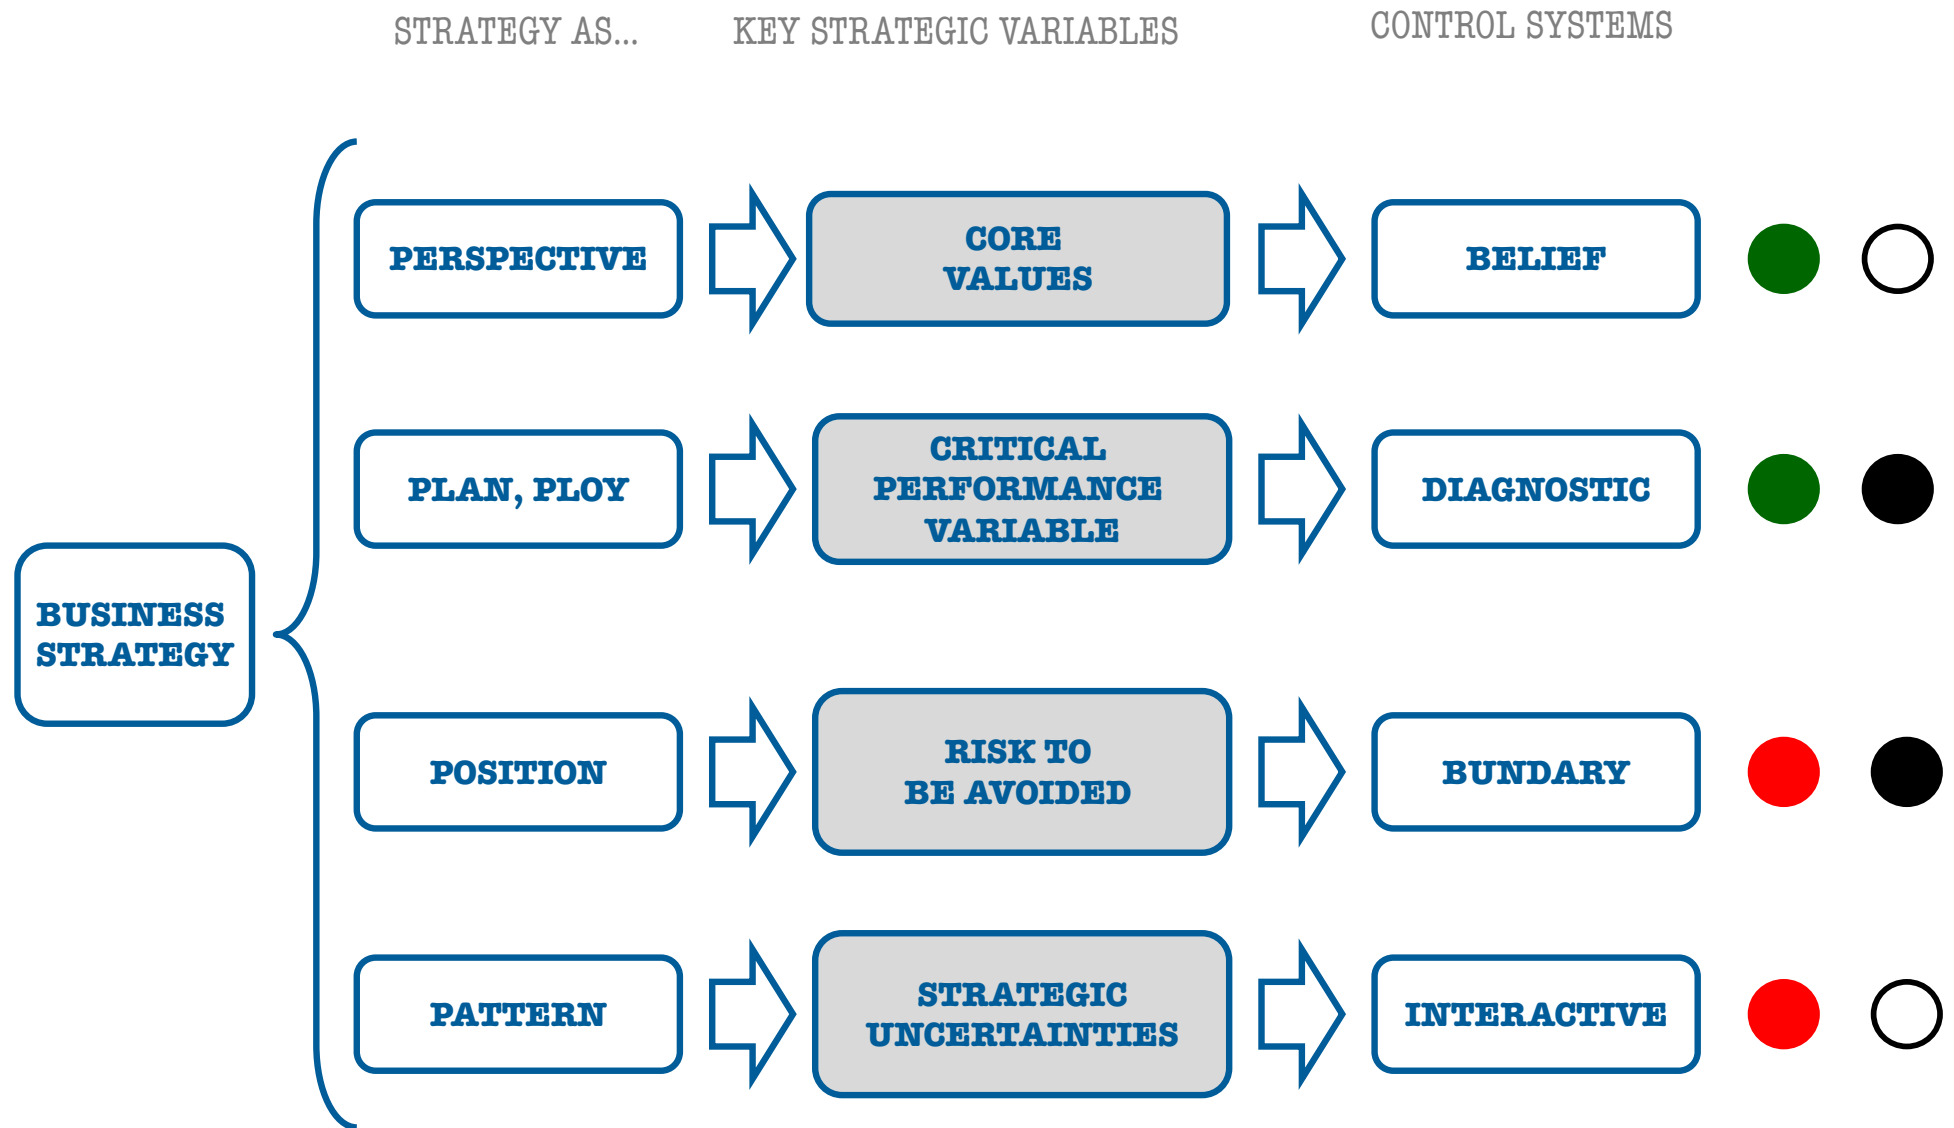 STRATEGY AS...
KEY STRATEGIC VARIABLES
CONTROL SYSTEMS
BUSINESS
STRATEGY
PERSPECTIVE
CORE
VALUES
BELIEF
PLAN, PLOY
CRITICAL
PERFORMANCE
VARIABLE
DIAGNOSTIC
POSITION
RISK TO
BE AVOIDED
BUNDARY
PATTERN
STRATEGIC
UNCERTAINTIES
INTERACTIVE